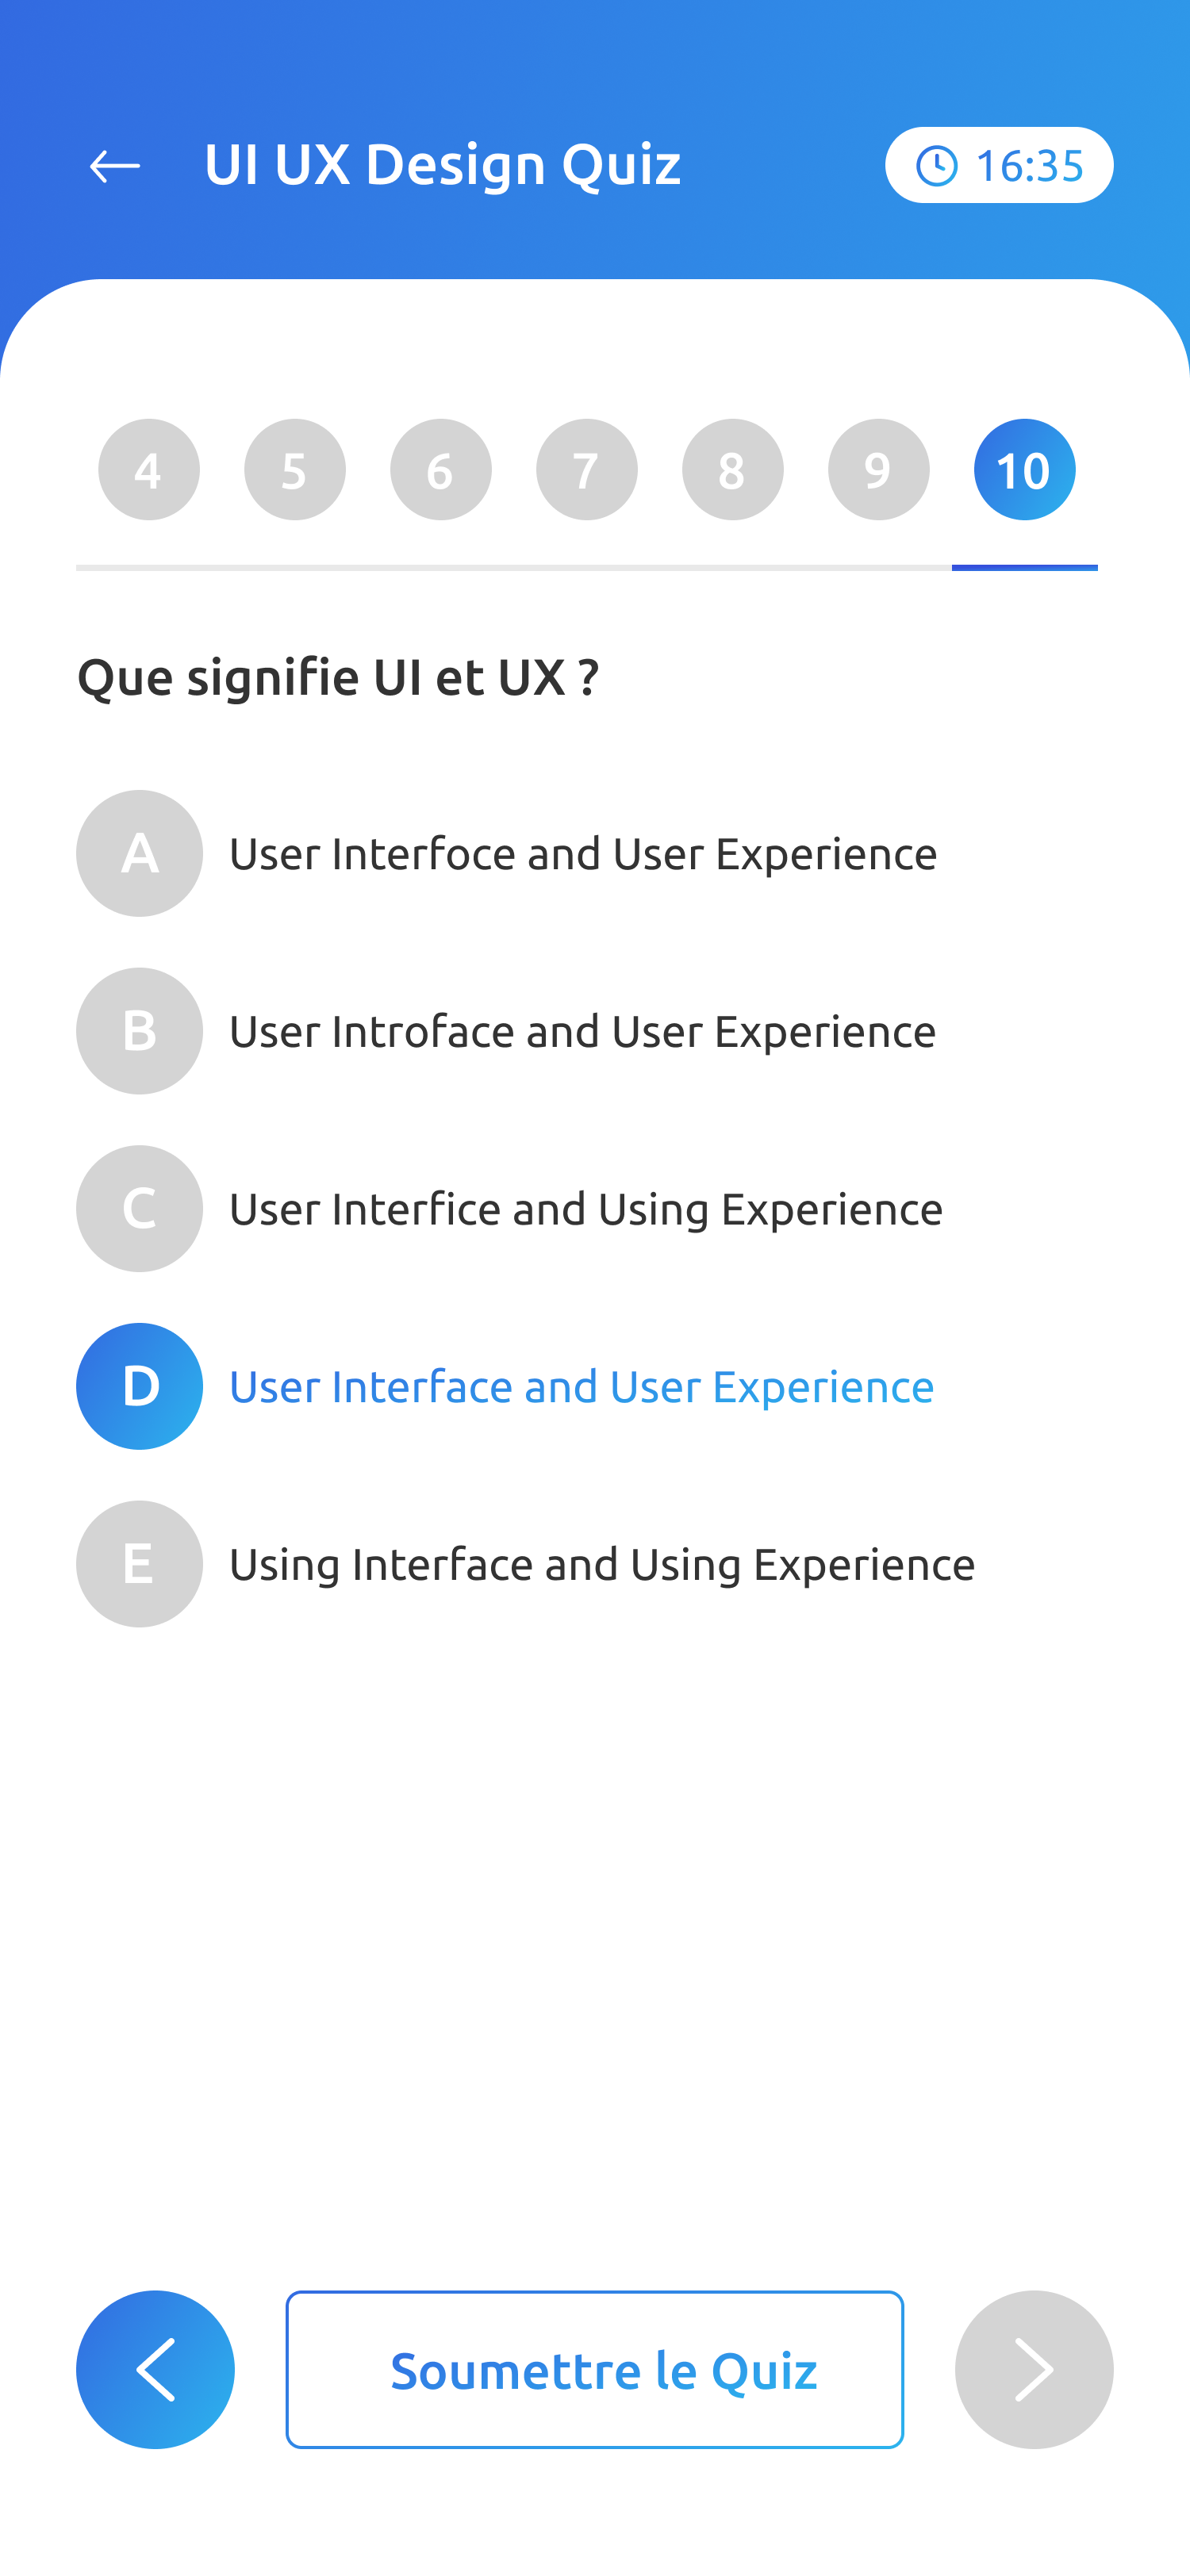 UI UX Design Quiz
16:35
4 5 6 7 8 9 10
Que signifie UI et UX ?
A User Interfoce and User Experience
B User Introface and User Experience
C User Interfice and Using Experience
D User Interface and User Experience
E Using Interface and Using Experience
Soumettre le Quiz